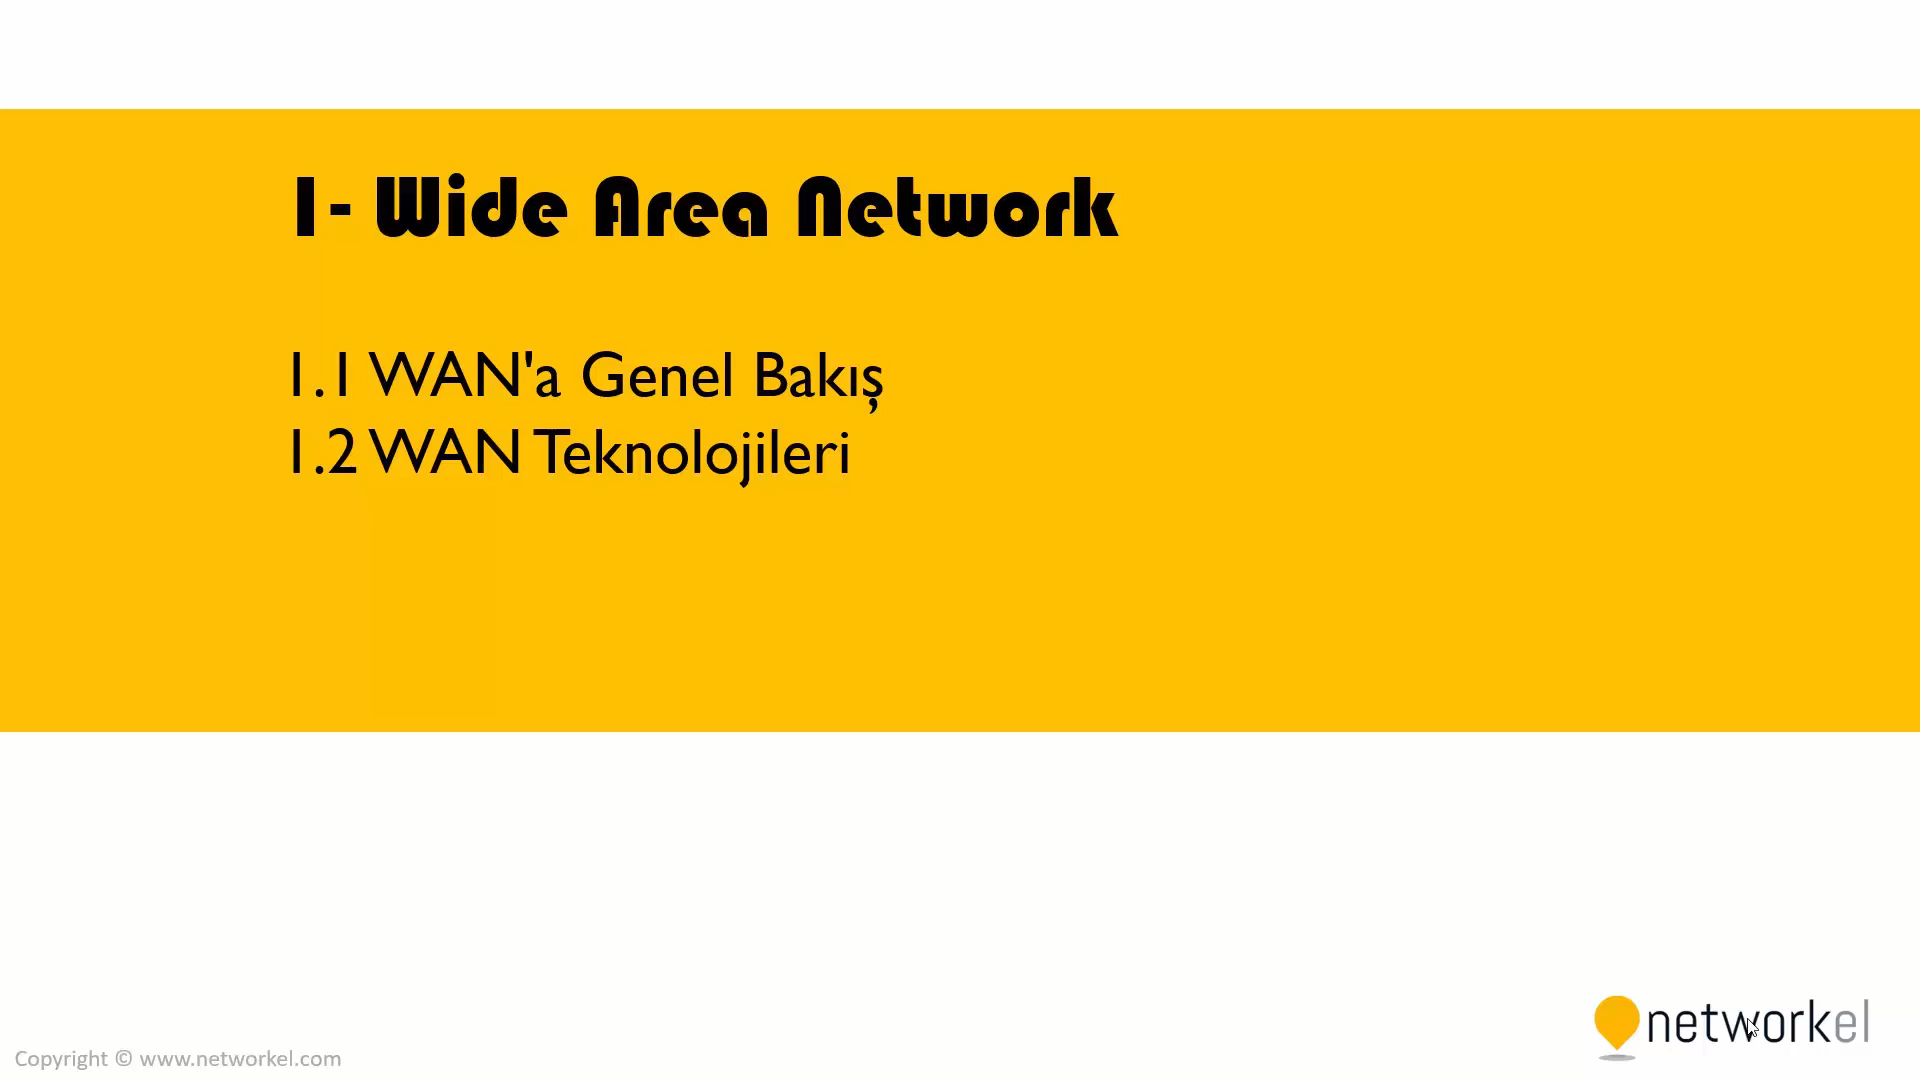 1- Wide Area Network
1.1 WAN'a Genel Bakış
1.2 WAN Teknolojileri
networkel
Copyright © www.networkel.com